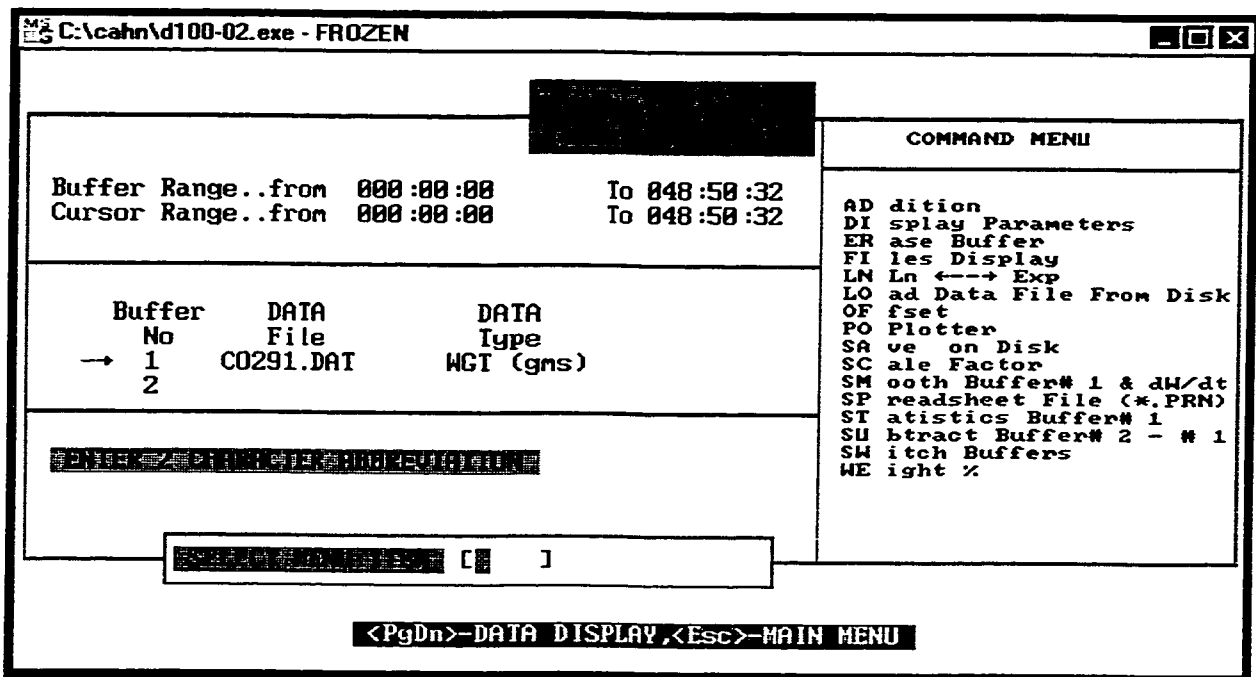 C:\cahn\d100-02.exe - FROZEN
Buffer Range..from 000:00:00 To 048:50:32
Cursor Range..from 000:00:00 To 048:50:32
Buffer DATA DATA
No File Type
→ 1 CO291.DAT WGT (gms)
2
ENTER 2 CHARACTER ABBREVIATION
[ ]
COMMAND MENU
AD dition
DI splay Parameters
ER ase Buffer
FI les Display
LN Ln ←--→ Exp
LO ad Data File From Disk
OF fset
PO Plotter
SA ve on Disk
SC ale Factor
SM ooth Buffer# 1 & dW/dt
SP readsheet File (*.PRN)
ST atistics Buffer# 1
SU btract Buffer# 2 - # 1
SW itch Buffers
WE ight %
<PgDn>-DATA DISPLAY,<Esc>-MAIN MENU